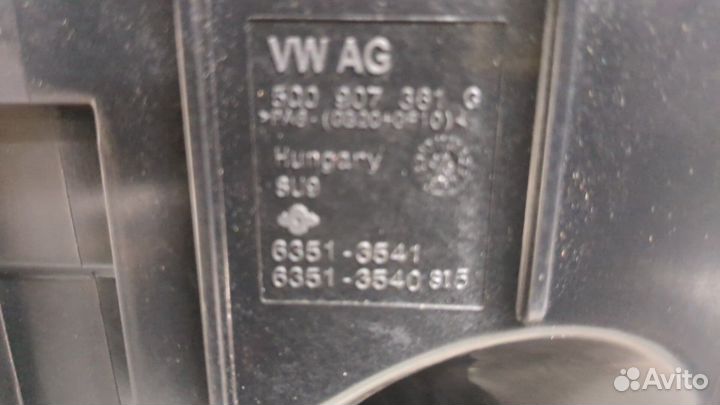 VW AG
5Q0 907 361 G
>PA6-(GB20+GF10)<
Hungary
SU9
6351-3541
6351-3540 915
Avito